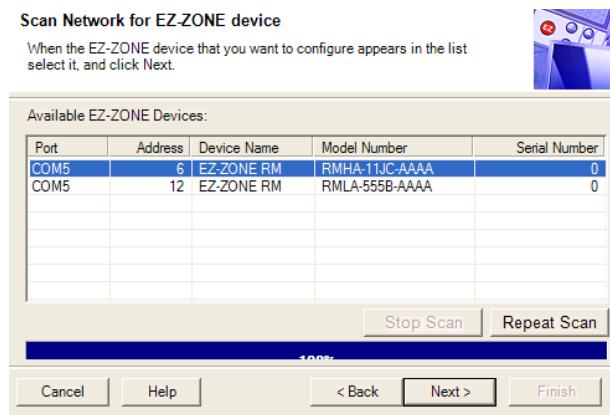 Scan Network for EZ-ZONE device
When the EZ-ZONE device that you want to configure appears in the list
select it, and click Next.
Available EZ-ZONE Devices:
Port Address Device Name Model Number Serial Number
COM5 6 EZ-ZONE RM RMHA-11JC-AAAA 0
COM5 12 EZ-ZONE RM RMLA-555B-AAAA 0
Stop Scan Repeat Scan
100%
Cancel Help < Back Next > Finish